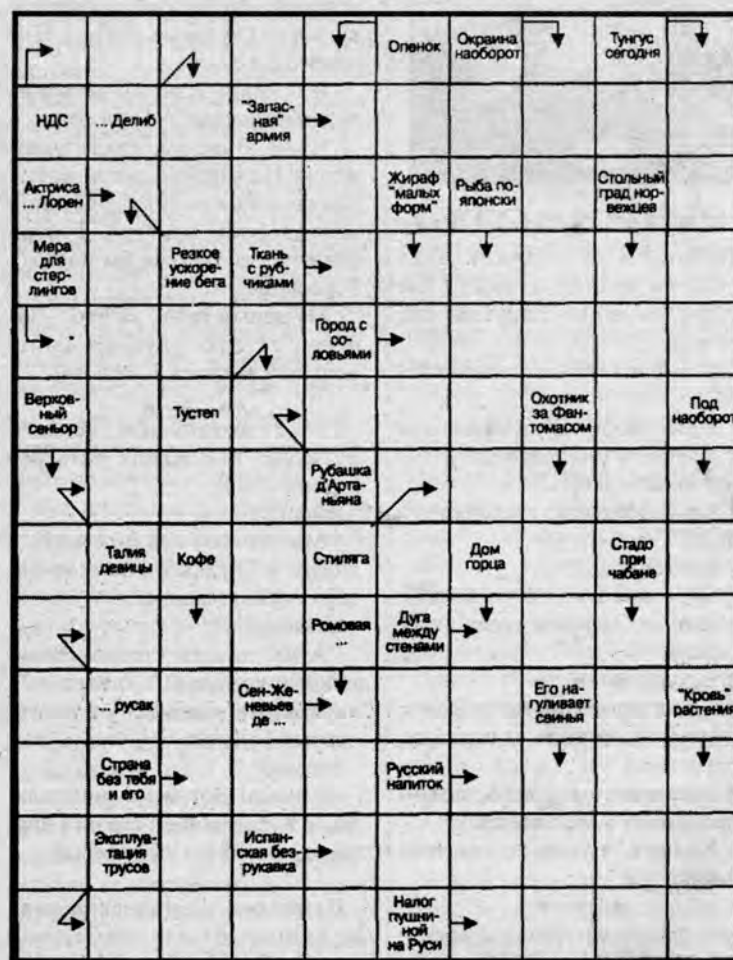 Опенок
Окраина
наоборот
Тунгус
сегодня
НДС
... Делиб
"Запас-
ная"
армия
Актриса
... Лорен
Жираф
"малых
форм"
Рыба по-
японски
Стольный
град нор-
вежцев
Мера
для
стер-
лингов
Резкое
ускоре-
ние бега
Ткань
с руб-
чиками
Город с
со-
ловьями
Верхов-
ный
сеньор
Тустеп
Охотник
за Фан-
томасом
Под
наоборот
Рубашка
д'Арта-
ньяна
Талия
девицы
Кофе
Стиляга
Дом
горца
Стадо
при
чабане
Ромовая
...
Дуга
между
стенами
... русак
Сен-Же-
невьев
де ...
Его на-
гуливает
свинья
"Кровь"
растения
Страна
без тебя
и его
Русский
напиток
Эксплуа-
тация
трусов
Испан-
ская без-
рукавка
Налог
пушни-
ной
на Руси